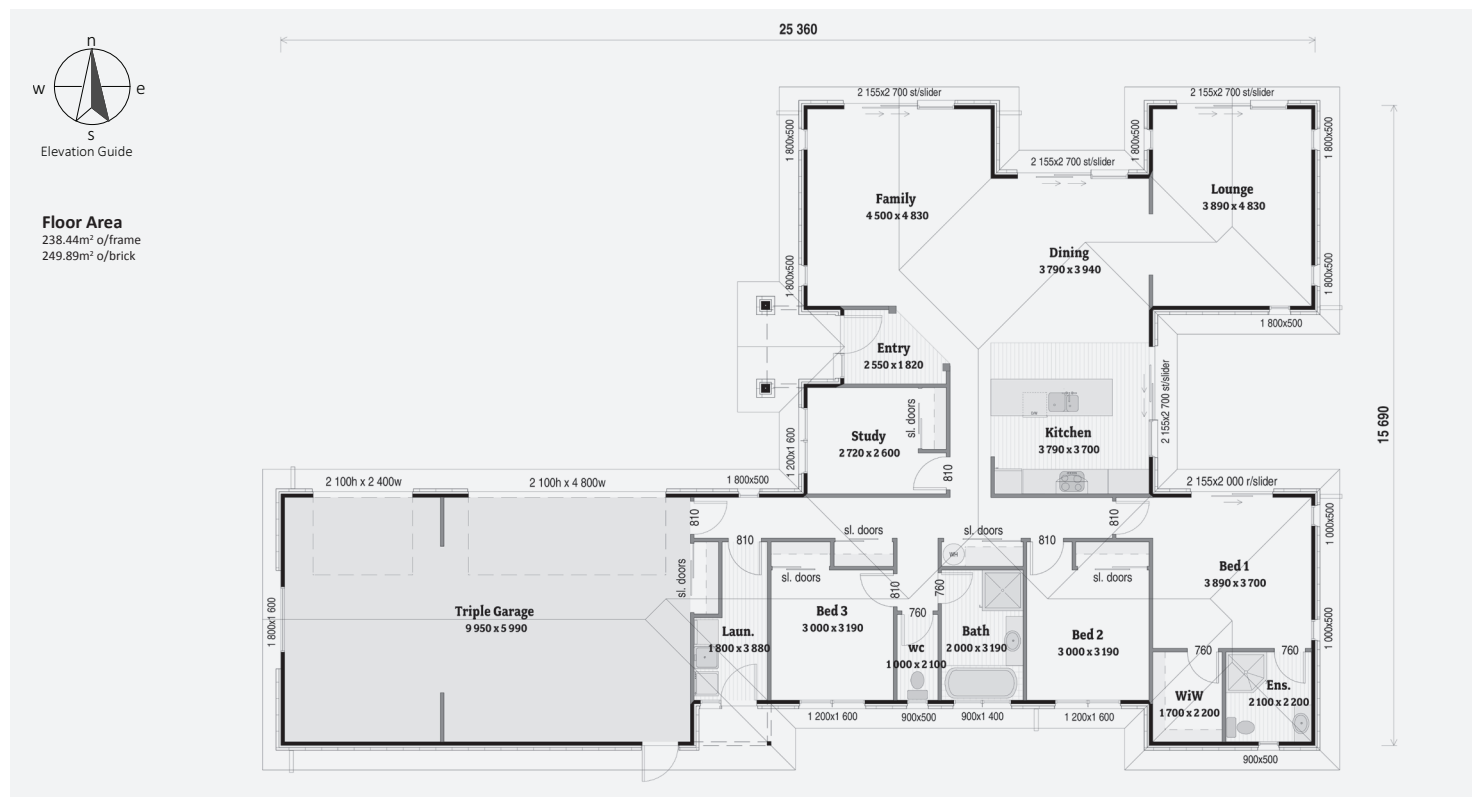 25 360
n
w
e
s
Elevation Guide
Floor Area
238.44m² o/frame
249.89m² o/brick
2 155x2 700 st/slider
2 155x2 700 st/slider
1 800x500
1 800x500
1 800x500
2 155x2 700 st/slider
Family
4 500 x 4 830
Lounge
3 890 x 4 830
Dining
3 790 x 3 940
1 800x500
1 800x500
1 800x500
Entry
2 550 x 1 820
2 155x2 700 st/slider
15 690
sl. doors
Study
2 720 x 2 600
Kitchen
3 790 x 3 700
1 200x1 600
810
2 100h x 2 400w
2 100h x 4 800w
1 800x500
2 155x2 000 r/slider
810
810
1 000x500
sl. doors
sl. doors
810
810
WH
sl. doors
sl. doors
sl. doors
Bed 1
3 890 x 3 700
810
760
Triple Garage
9 950 x 5 990
1 800x1 600
Bed 3
3 000 x 3 190
760
1 000x500
Laun.
1 800 x 3 880
Bath
2 000 x 3 190
Bed 2
3 000 x 3 190
wc
1 000 x 2 100
760
760
WiW
1 700 x 2 200
Ens.
2 100 x 2 200
1 200x1 600
900x500
900x1 400
1 200x1 600
900x500